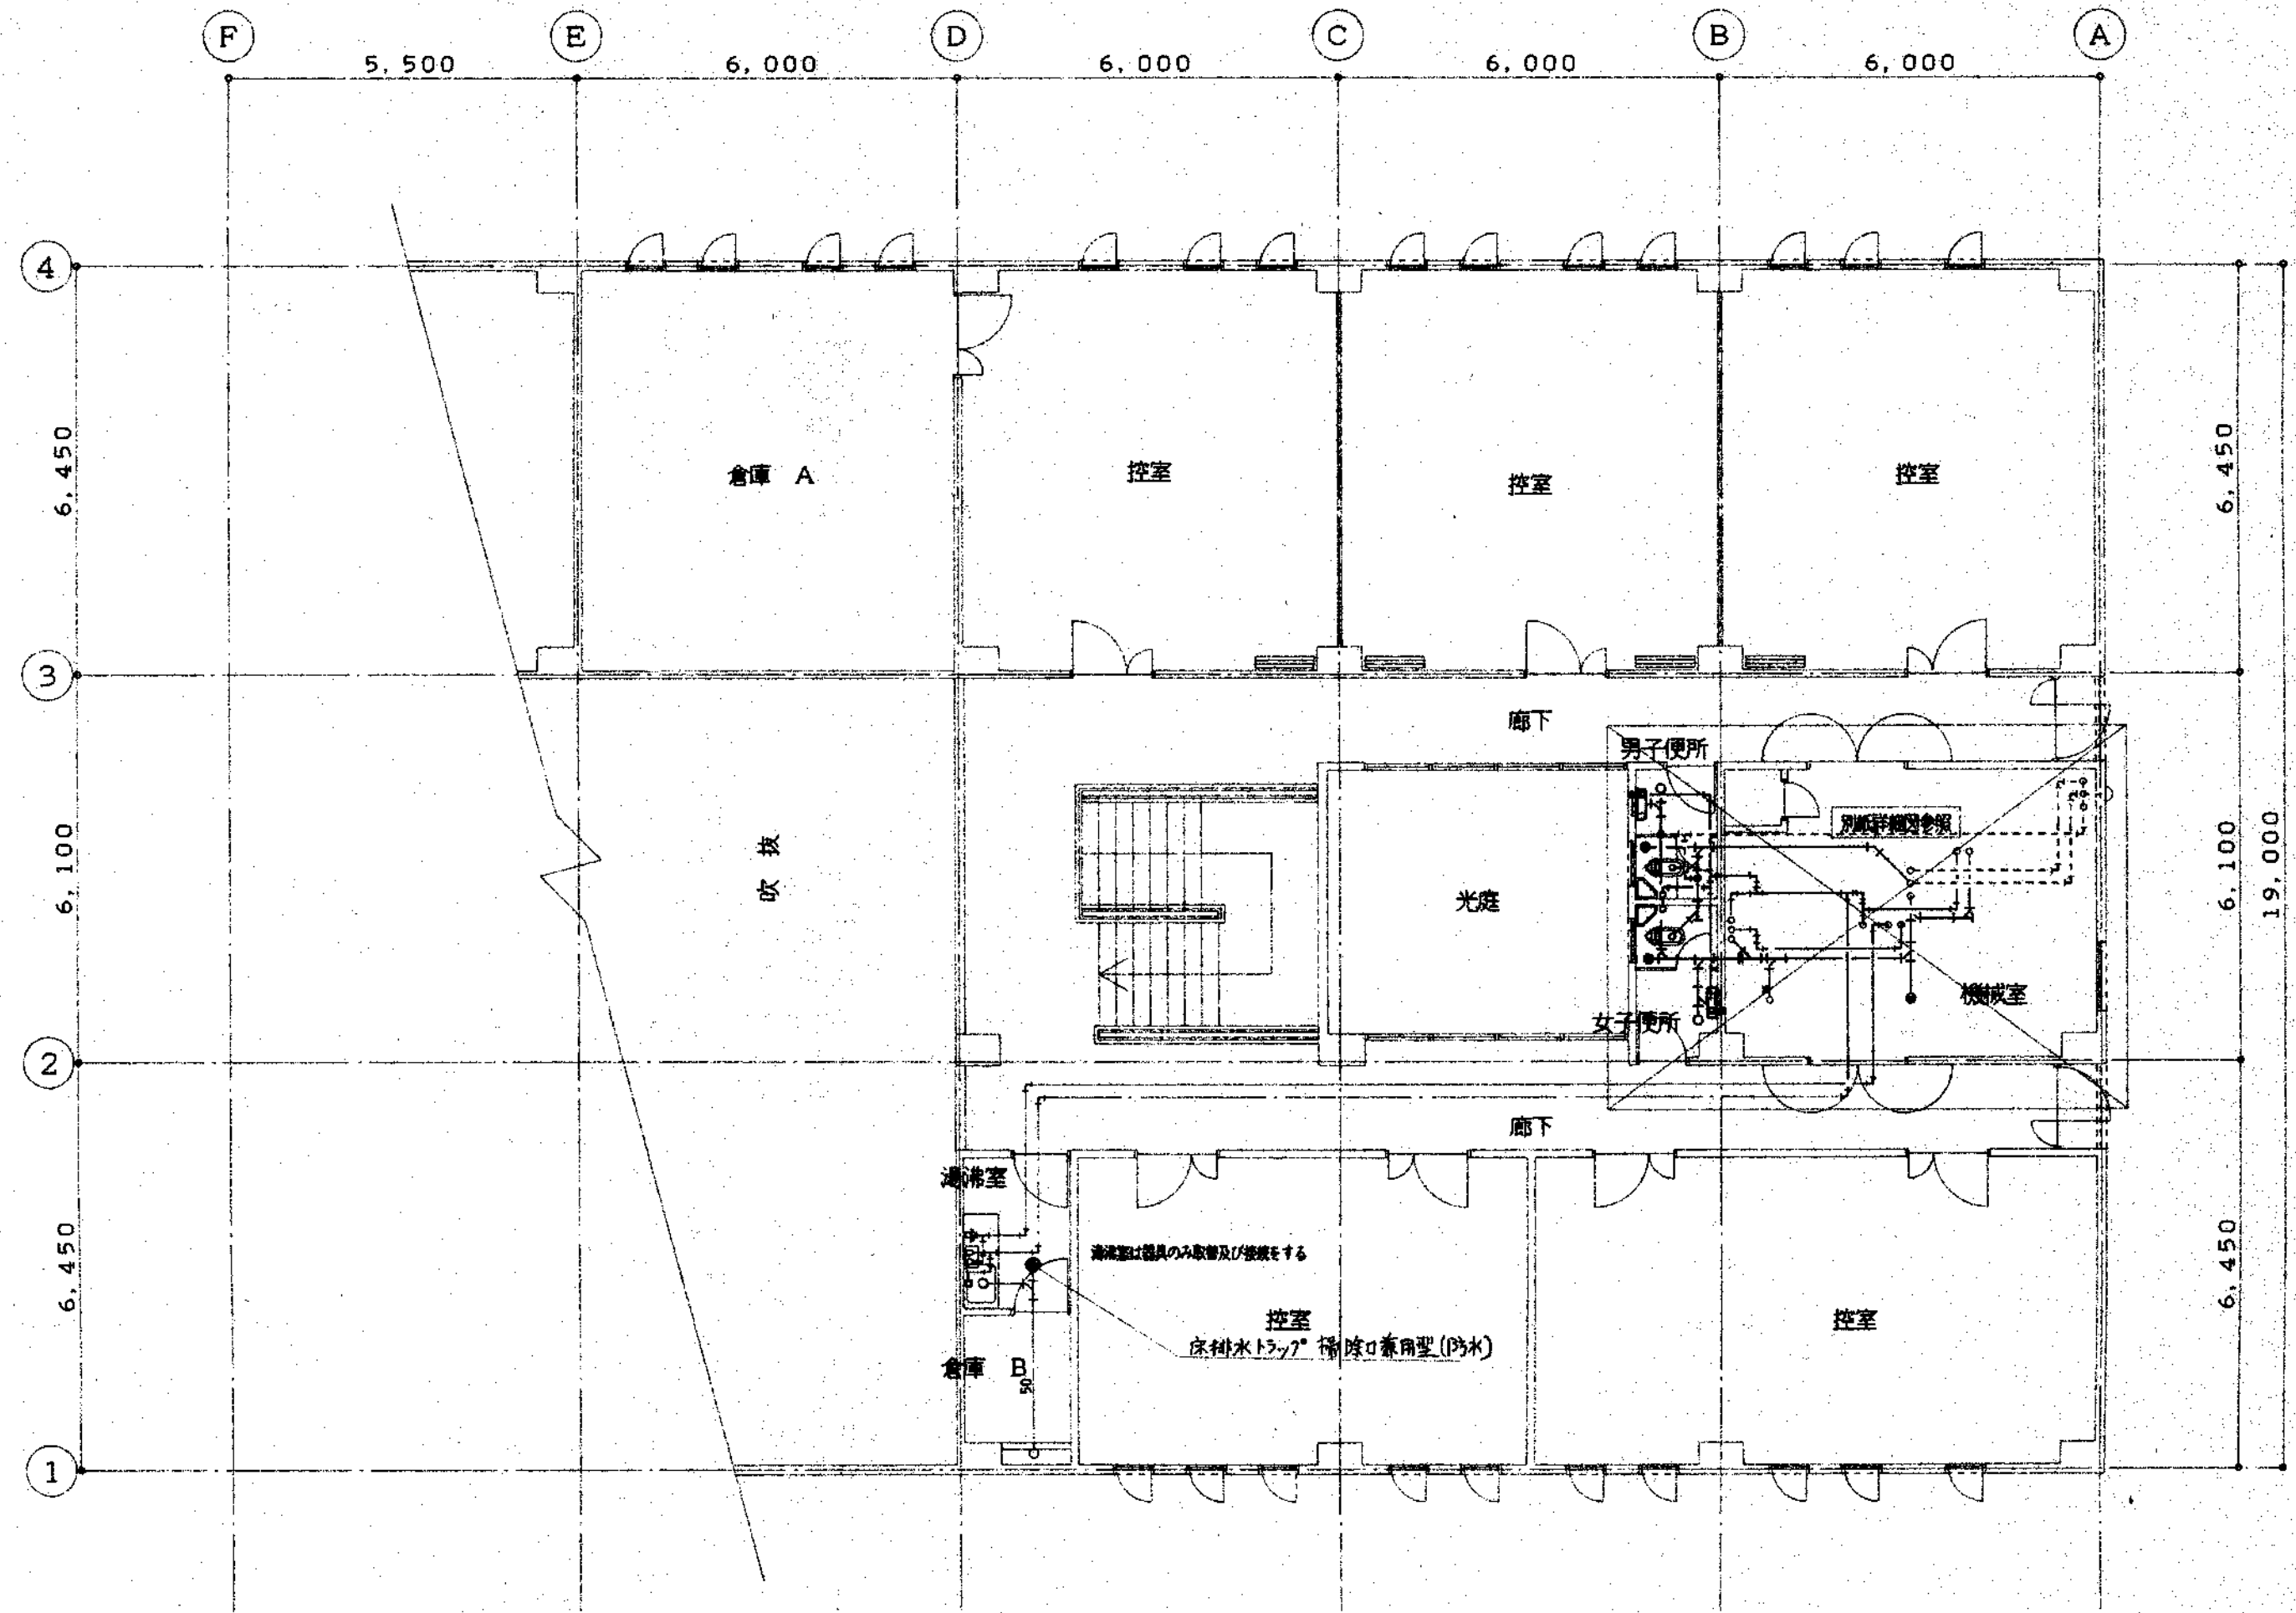 F
E
D
C
B
A
5,500
6,000
6,000
6,000
6,000
4
3
2
1
6,450
6,100
6,450
6,450
6,100
6,450
19,000
倉庫 A
控室
控室
控室
廊下
男子便所
別紙詳細図参照
吹抜
光庭
機械室
女子便所
廊下
湯沸室
湯沸室は器具のみ取替及び接続をする
控室
控室
床排水トラップ 掃除口兼用型(防水)
倉庫 B
50